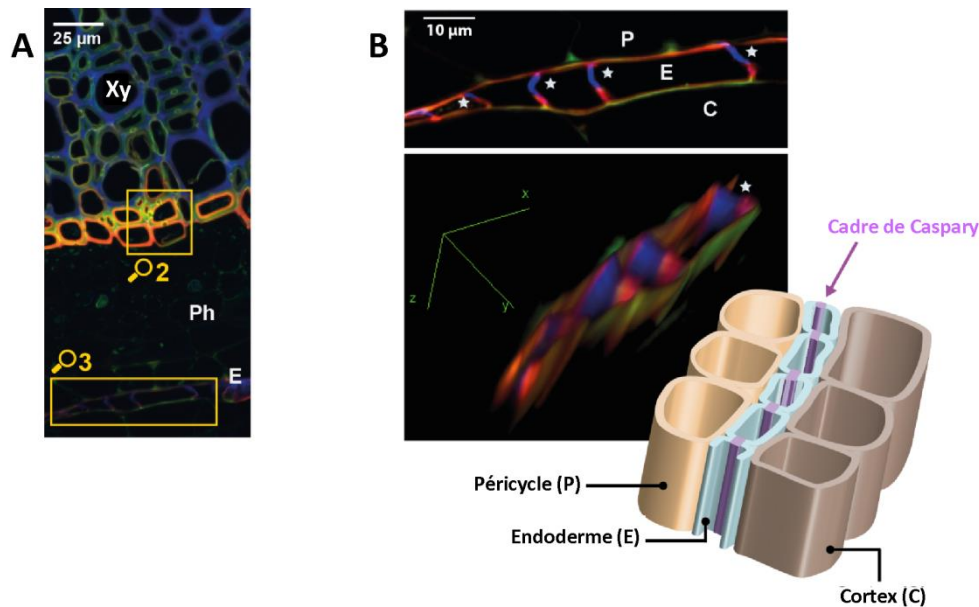 A
25 µm
Xy
2
Ph
3
E
B
10 µm
P
E
C
x
z
y
Cadre de Caspary
Péricycle (P)
Endoderme (E)
Cortex (C)